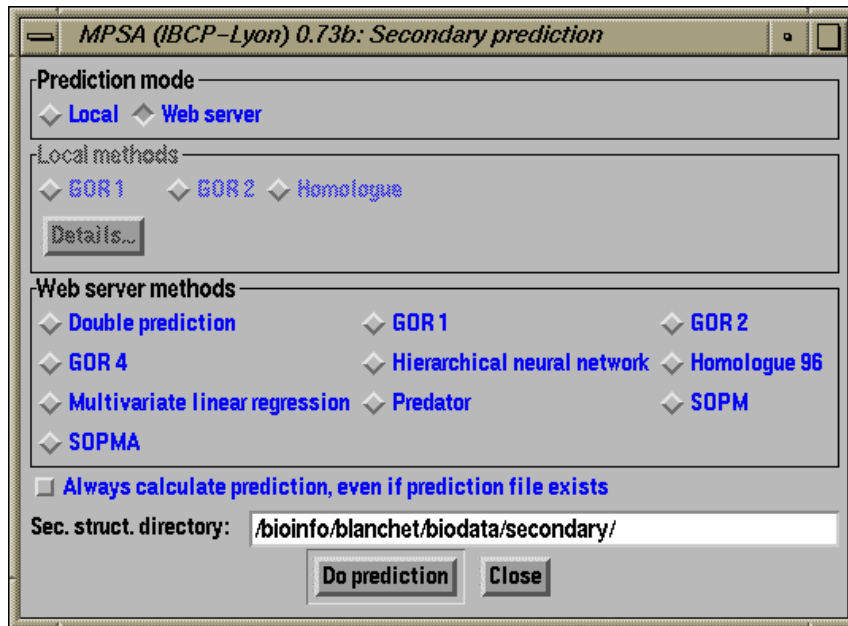 MPSA (IBCP-Lyon) 0.73b: Secondary prediction
Prediction mode
Local Web server
Local methods
GOR 1 GOR 2 Homologue
Details...
Web server methods
Double prediction GOR 1 GOR 2
GOR 4 Hierarchical neural network Homologue 96
Multivariate linear regression Predator SOPM
SOPMA
Always calculate prediction, even if prediction file exists
Sec. struct. directory: /bioinfo/blanchet/biodata/secondary/
Do prediction Close